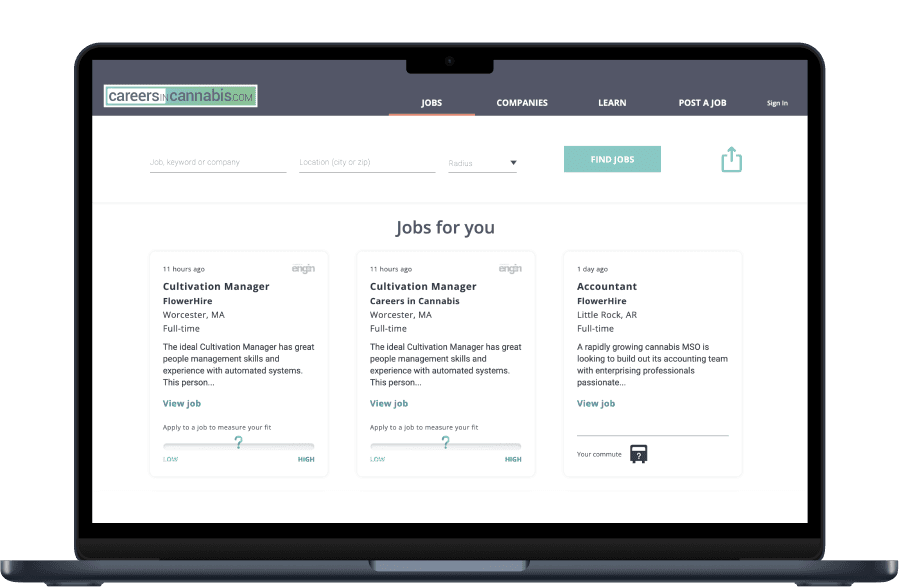 careersincannabis.com
JOBS COMPANIES LEARN POST A JOB Sign In
Job, keyword or company Location (city or zip) Radius FIND JOBS
Jobs for you
11 hours ago engin
Cultivation Manager
FlowerHire
Worcester, MA
Full-time
The ideal Cultivation Manager has great
people management skills and
experience with automated systems.
This person...
View job
Apply to a job to measure your fit
?
LOW HIGH
11 hours ago engin
Cultivation Manager
Careers in Cannabis
Worcester, MA
Full-time
The ideal Cultivation Manager has great
people management skills and
experience with automated systems.
This person...
View job
Apply to a job to measure your fit
?
LOW HIGH
1 day ago
Accountant
FlowerHire
Little Rock, AR
Full-time
A rapidly growing cannabis MSO is
looking to build out its accounting team
with enterprising professionals
passionate...
View job
Your commute ?